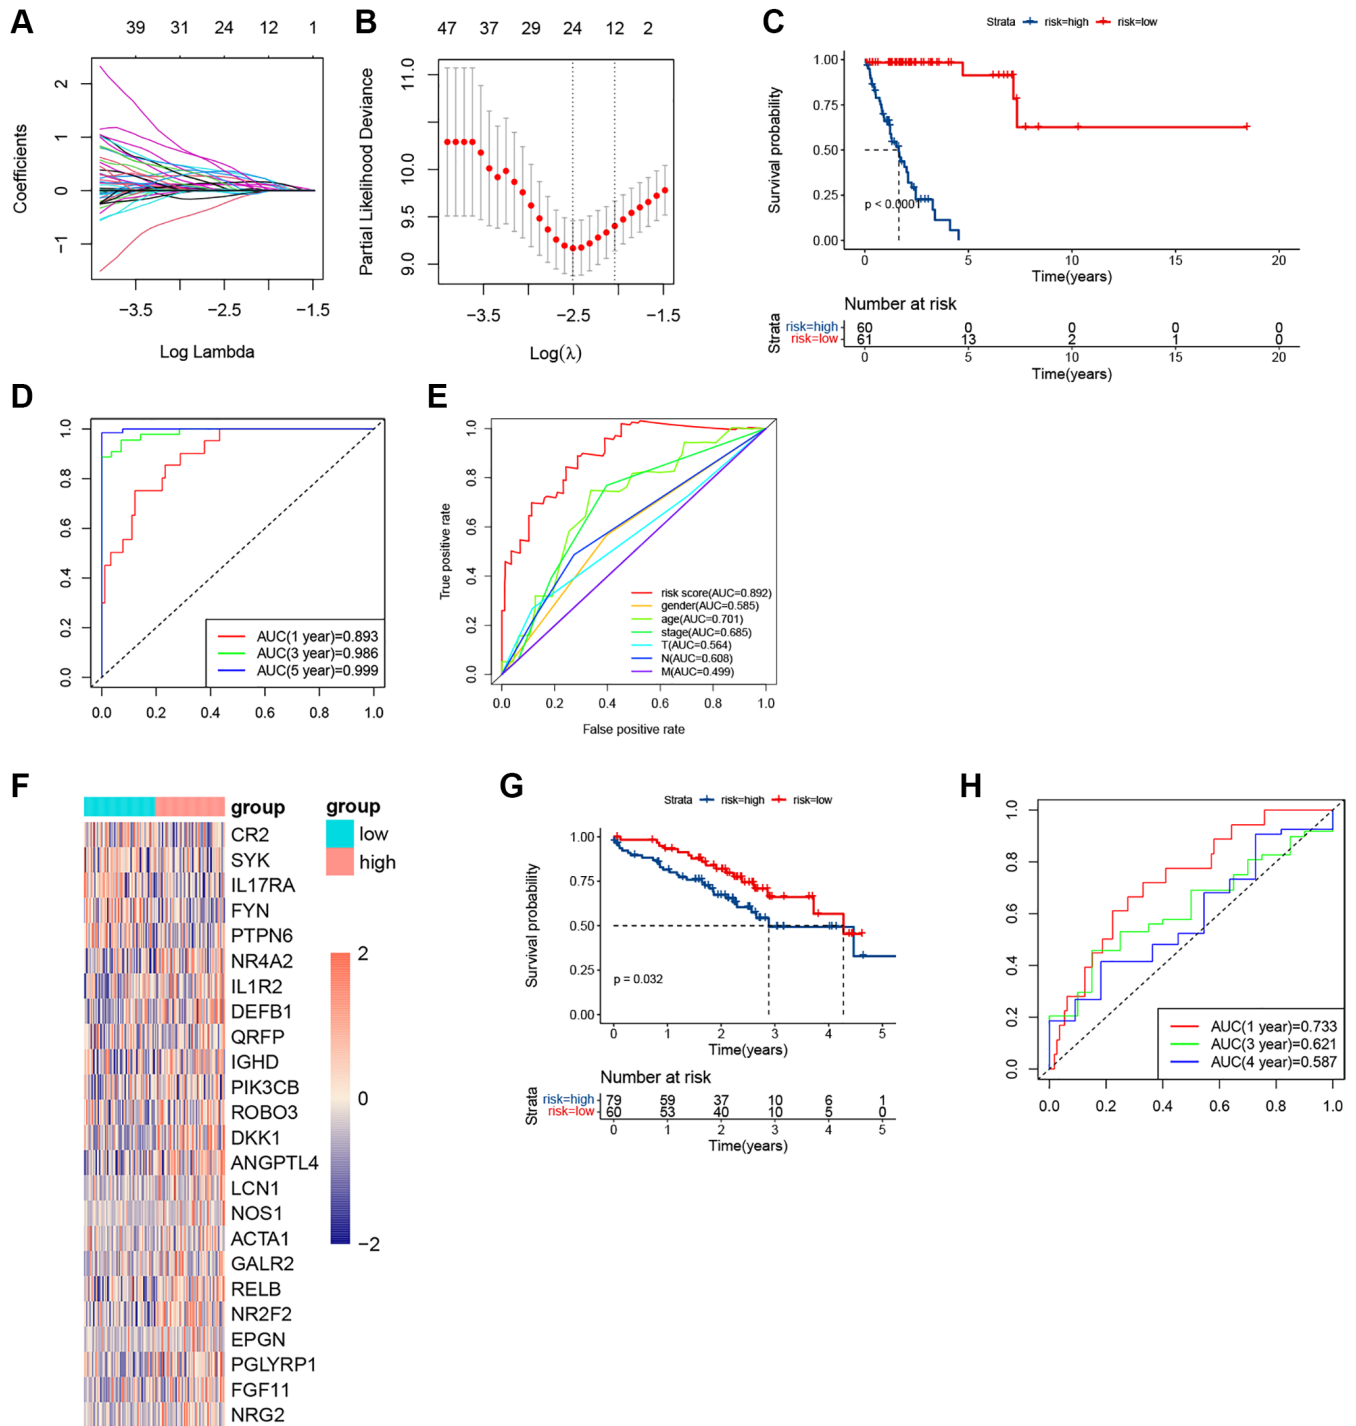 A
39 31 24 12 1
2
1
0
−1
Coefficients
−3.5 −2.5 −1.5
Log Lambda
B
47 37 29 24 12 2
11.0
10.0
9.5
9.0
Partial Likelihood Deviance
−3.5 −2.5 −1.5
Log(λ)
C
Strata risk=high risk=low
1.00
0.75
0.50
0.25
0.00
Survival probability
p < 0.0001
0 5 10 15 20
Time(years)
Number at risk
Strata
risk=high 60 0 0 0 0
risk=low 61 13 2 1 0
0 5 10 15 20
Time(years)
D
1.0
0.8
0.6
0.4
0.2
0.0
AUC(1 year)=0.893
AUC(3 year)=0.986
AUC(5 year)=0.999
0.0 0.2 0.4 0.6 0.8 1.0
E
1.0
0.8
0.6
0.4
0.2
0.0
True positive rate
risk score(AUC=0.892)
gender(AUC=0.585)
age(AUC=0.701)
stage(AUC=0.685)
T(AUC=0.564)
N(AUC=0.608)
M(AUC=0.499)
0.0 0.2 0.4 0.6 0.8 1.0
False positive rate
F
group
CR2
SYK
IL17RA
FYN
PTPN6
NR4A2
IL1R2
DEFB1
QRFP
IGHD
PIK3CB
ROBO3
DKK1
ANGPTL4
LCN1
NOS1
ACTA1
GALR2
RELB
NR2F2
EPGN
PGLYRP1
FGF11
NRG2
group
low
high
2
0
−2
G
Strata risk=high risk=low
1.00
0.75
0.50
0.25
0.00
Survival probability
p = 0.032
0 1 2 3 4 5
Time(years)
Number at risk
Strata
risk=high 79 59 37 10 6 1
risk=low 60 53 40 10 5 0
0 1 2 3 4 5
Time(years)
H
1.0
0.8
0.6
0.4
0.2
0.0
AUC(1 year)=0.733
AUC(3 year)=0.621
AUC(4 year)=0.587
0.0 0.2 0.4 0.6 0.8 1.0